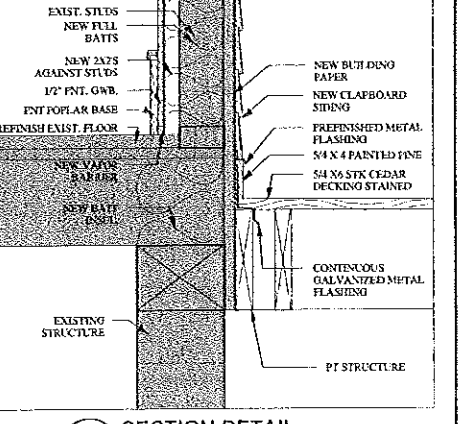 EXIST. STUDS
NEW FULL
BATTS
NEW 2X2'S
AGAINST STUDS
1/2" PNT. GWB.
PNT POPLAR BASE
REFINISH EXIST. FLOOR
NEW VAPOR
BARRIER
NEW BATT
INSUL
EXISTING
STRUCTURE
NEW BUILDING
PAPER
NEW CLAPBOARD
SIDING
PREFINISHED METAL
FLASHING
5/4 X 4 PAINTED PINE
5/4 X6 STK CEDAR
DECKING STAINED
CONTINUOUS
GALVANIZED METAL
FLASHING
PT STRUCTURE
SECTION DETAIL